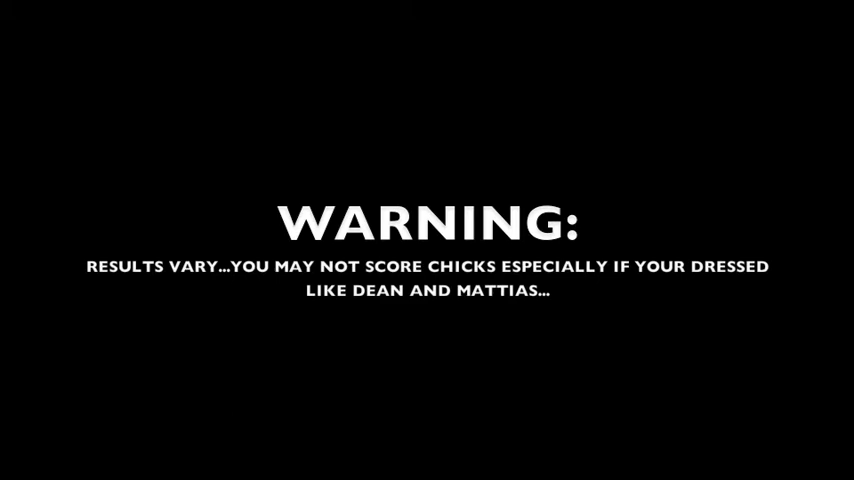 WARNING:
RESULTS VARY...YOU MAY NOT SCORE CHICKS ESPECIALLY IF YOUR DRESSED
LIKE DEAN AND MATTIAS...